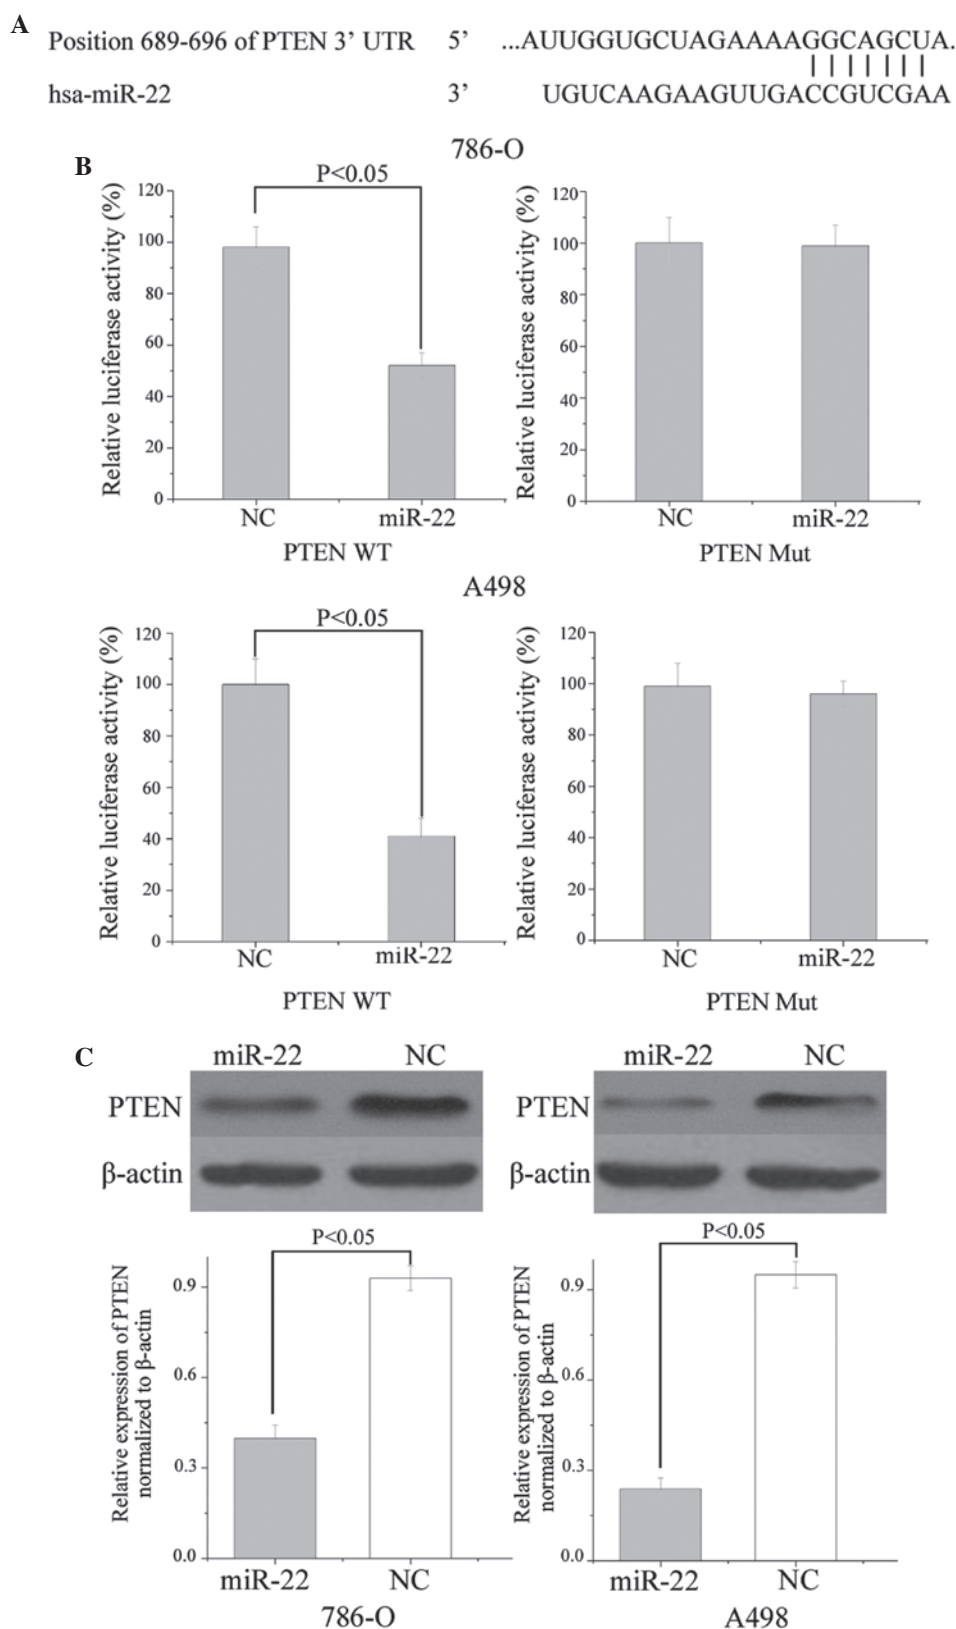 A
Position 689-696 of PTEN 3’ UTR 5’ ...AUUGGUGCUAGAAAAGGCAGCUA.
hsa-miR-22 3’ UGUCAAGAAGUUGACCGUCGAA
786-O
B
P<0.05
Relative luciferase activity (%)
120
100
80
60
40
20
0
NC miR-22
PTEN WT
Relative luciferase activity (%)
120
100
80
60
40
20
0
NC miR-22
PTEN Mut
A498
P<0.05
Relative luciferase activity (%)
120
100
80
60
40
20
0
NC miR-22
PTEN WT
Relative luciferase activity (%)
120
100
80
60
40
20
0
NC miR-22
PTEN Mut
C
miR-22 NC
PTEN
β-actin
miR-22 NC
PTEN
β-actin
P<0.05
Relative expression of PTEN
normalized to β-actin
0.9
0.6
0.3
0.0
miR-22 NC
786-O
P<0.05
Relative expression of PTEN
normalized to β-actin
0.9
0.6
0.3
0.0
miR-22 NC
A498